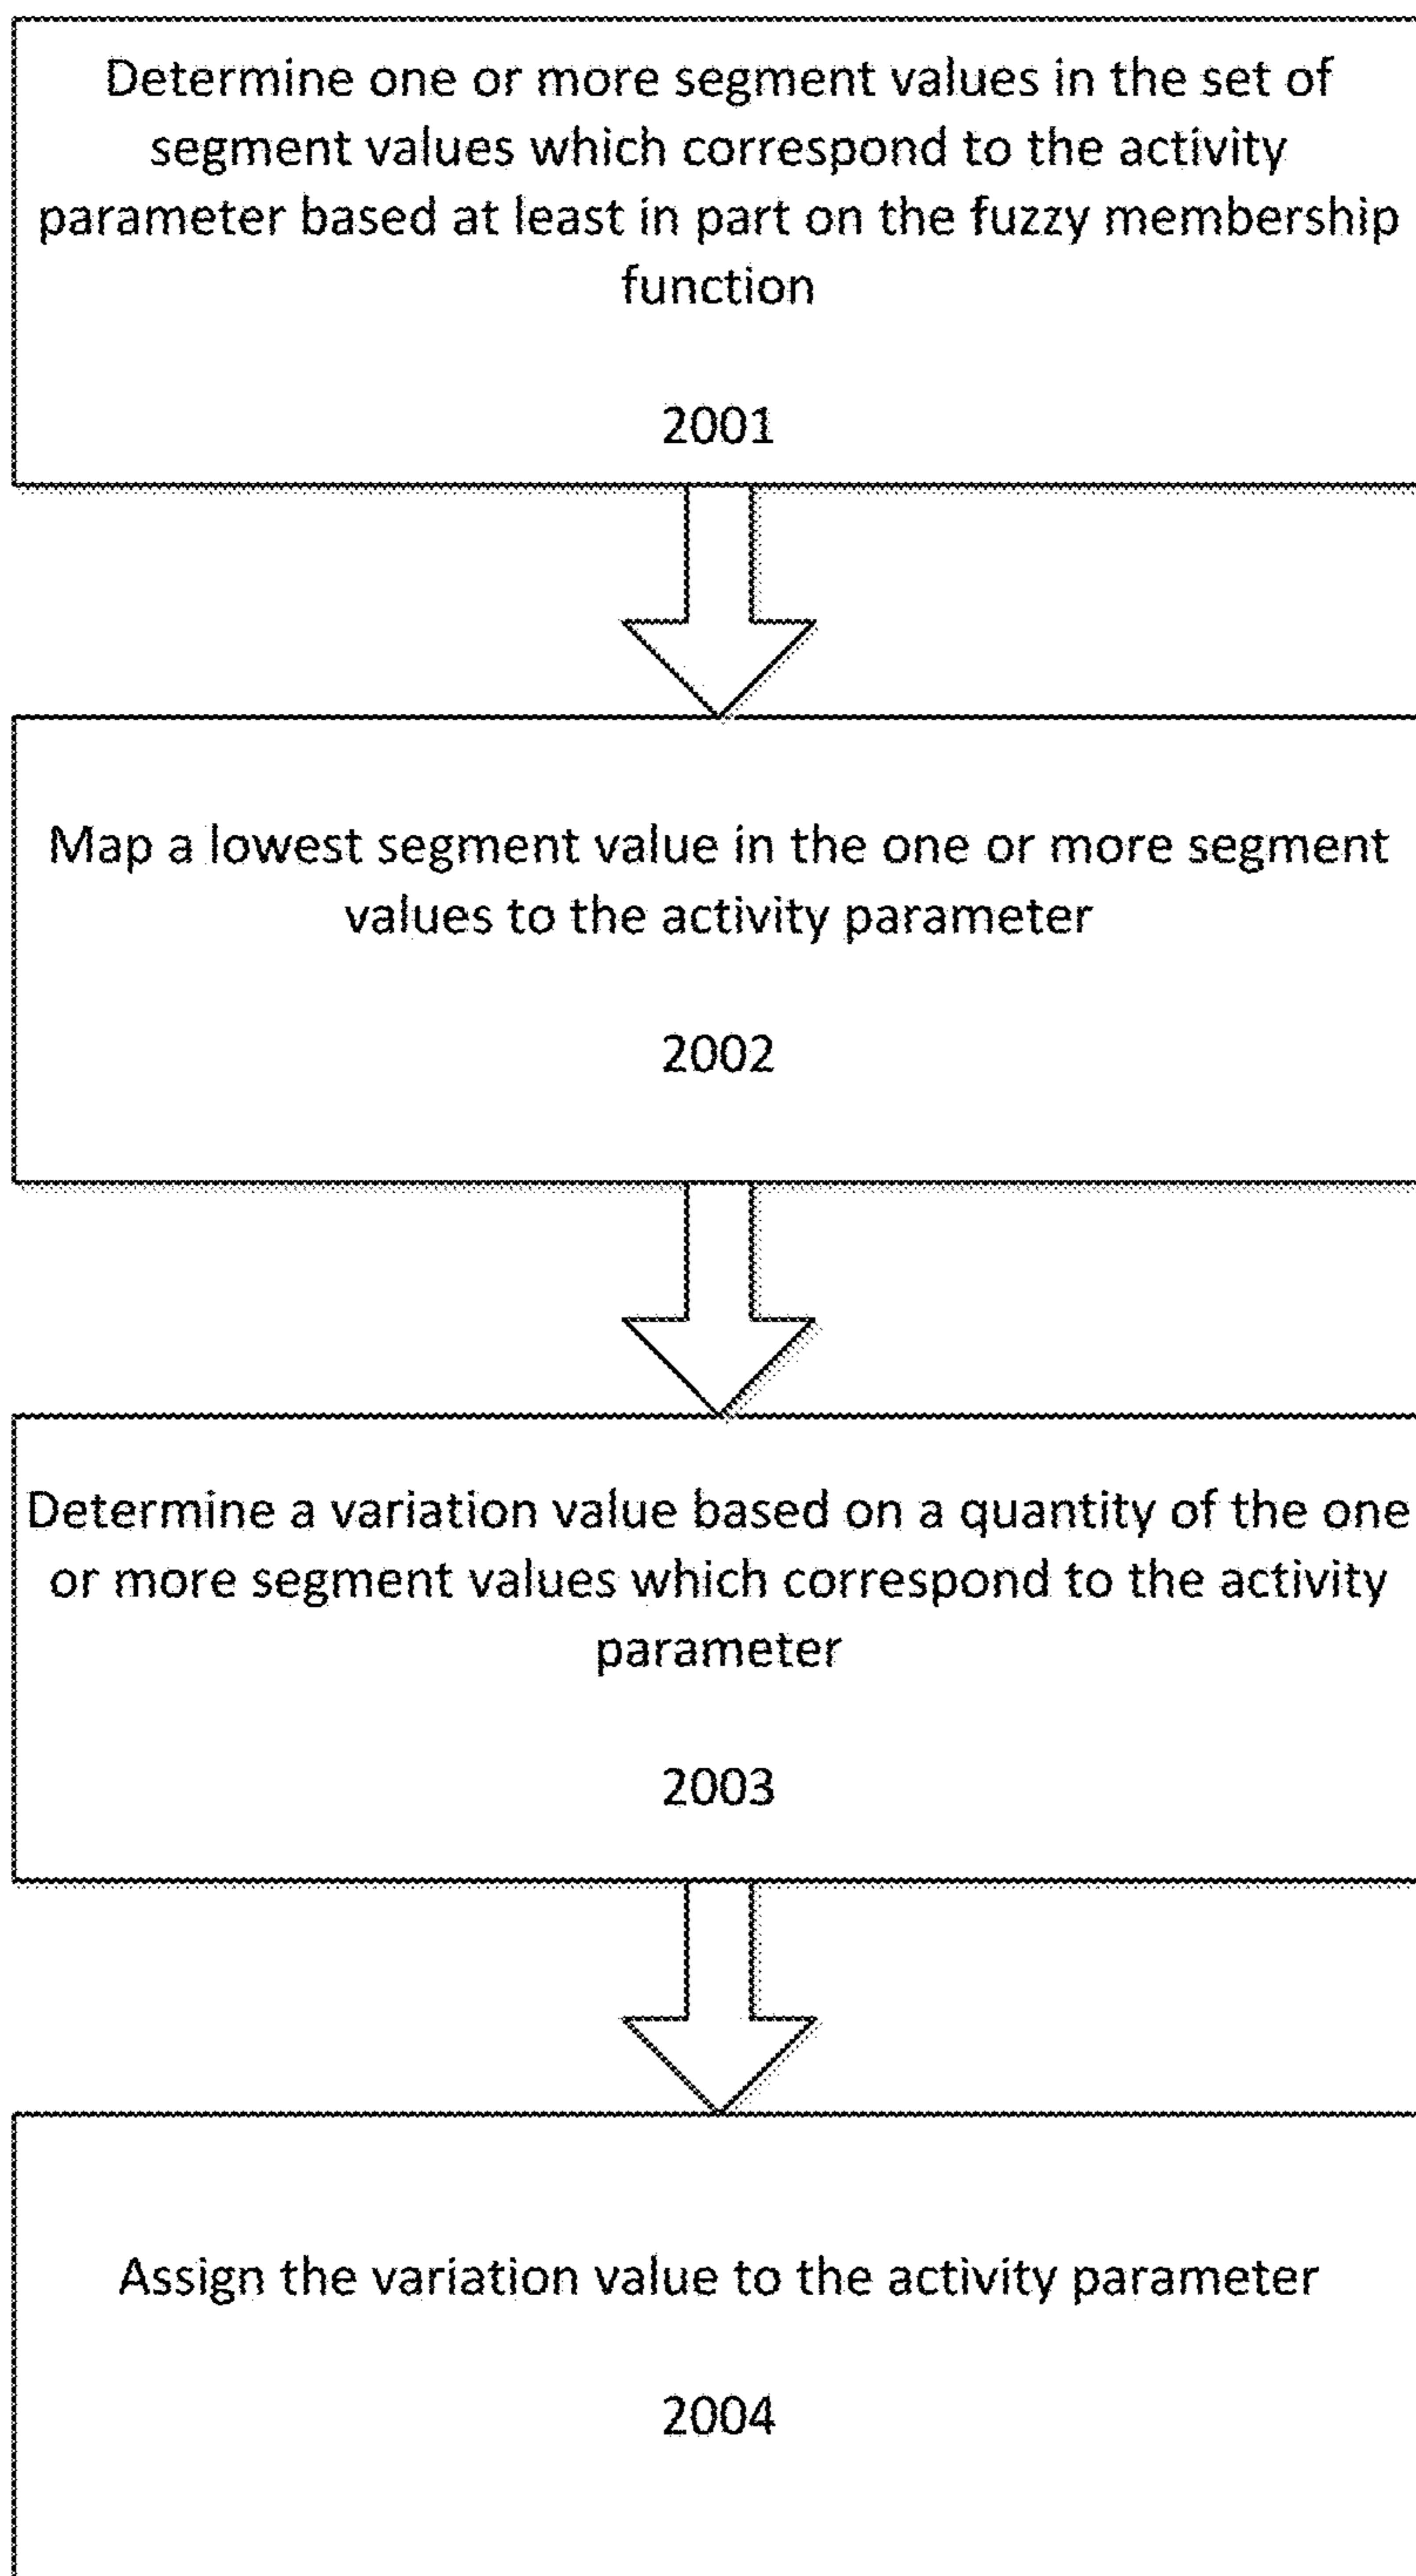 Determine one or more segment values in the set of
segment values which correspond to the activity
parameter based at least in part on the fuzzy membership
function
2001
Map a lowest segment value in the one or more segment
values to the activity parameter
2002
Determine a variation value based on a quantity of the one
or more segment values which correspond to the activity
parameter
2003
Assign the variation value to the activity parameter
2004